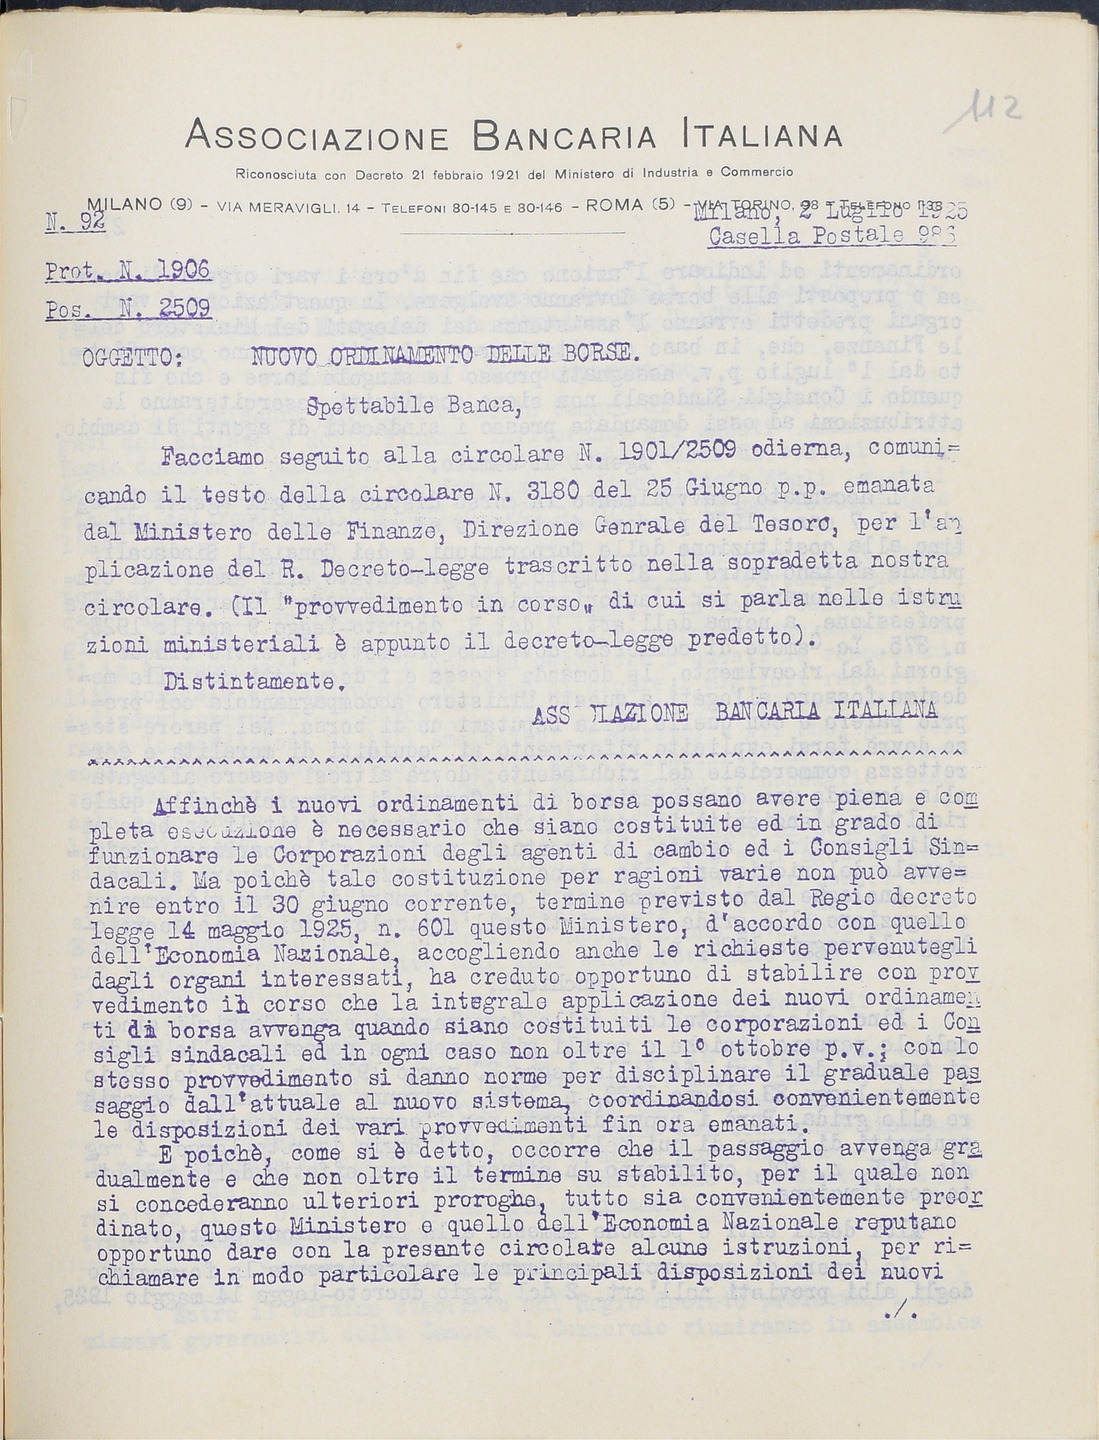 112
ASSOCIAZIONE BANCARIA ITALIANA
Riconosciuta con Decreto 21 febbraio 1921 del Ministero di Industria e Commercio
MILANO (9) – VIA MERAVIGLI, 14 – TELEFONI 80-145 E 80-146 – ROMA (5) – VIA TORINO, 98 – TELEFONO
Milano, 2 Luglio 1925
N. 92
Casella Postale 986
Prot. N. 1906
Pos. N. 2509
OGGETTO: NUOVO ORDINAMENTO DELLE BORSE.
Spettabile Banca,
Facciamo seguito alla circolare N. 1901/2509 odierna, comuni=
cando il testo della circolare N. 3180 del 25 Giugno p.p. emanata
dal Ministero delle Finanze, Direzione Genrale del Tesoro, per l'ap
plicazione del R. Decreto-legge trascritto nella sopradetta nostra
circolare. (Il "provvedimento in corso„ di cui si parla nelle istru
zioni ministeriali è appunto il decreto-legge predetto).
Distintamente.
ASS IAZIONE BANCARIA ITALIANA
Affinchè i nuovi ordinamenti di borsa possano avere piena e com
pleta esecuzione è necessario che siano costituite ed in grado di
funzionare le Corporazioni degli agenti di cambio ed i Consigli Sin=
dacali. Ma poichè tale costituzione per ragioni varie non può avve=
nire entro il 30 giugno corrente, termine previsto dal Regio decreto
legge 14 maggio 1925, n. 601 questo Ministero, d'accordo con quello
dell'Economia Nazionale, accogliendo anche le richieste pervenutegli
dagli organi interessati, ha creduto opportuno di stabilire con prov
vedimento in corso che la integrale applicazione dei nuovi ordinamen
ti di borsa avvenga quando siano costituiti le corporazioni ed i Con
sigli sindacali ed in ogni caso non oltre il 1° ottobre p.v.; con lo
stesso provvedimento si danno norme per disciplinare il graduale pas
saggio dall'attuale al nuovo sistema, coordinandosi convenientemente
le disposizioni dei vari provvedimenti fin ora emanati.
E poichè, come si è detto, occorre che il passaggio avvenga gra
dualmente e che non oltre il termine su stabilito, per il quale non
si concederanno ulteriori proroghe, tutto sia convenientemente preor
dinato, questo Ministero e quello dell'Economia Nazionale reputano
opportuno dare con la presente circolare alcune istruzioni, per ri=
chiamare in modo particolare le principali disposizioni dei nuovi
./.